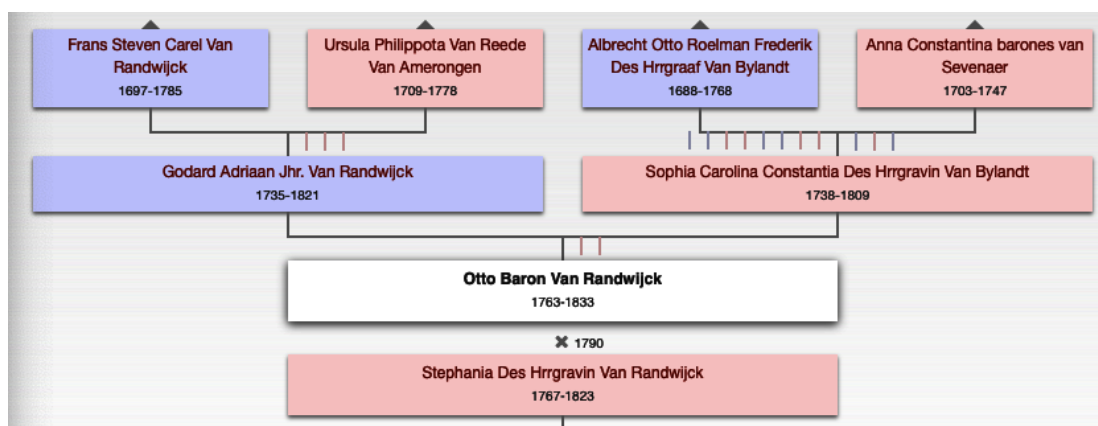 Frans Steven Carel Van
Randwijck
1697-1785
Ursula Philippota Van Reede
Van Amerongen
1709-1778
Albrecht Otto Roelman Frederik
Des Hrrgraaf Van Bylandt
1688-1768
Anna Constantina barones van
Sevenaer
1703-1747
Godard Adriaan Jhr. Van Randwijck
1735-1821
Sophia Carolina Constantia Des Hrrgravin Van Bylandt
1738-1809
Otto Baron Van Randwijck
1763-1833
1790
Stephania Des Hrrgravin Van Randwijck
1767-1823